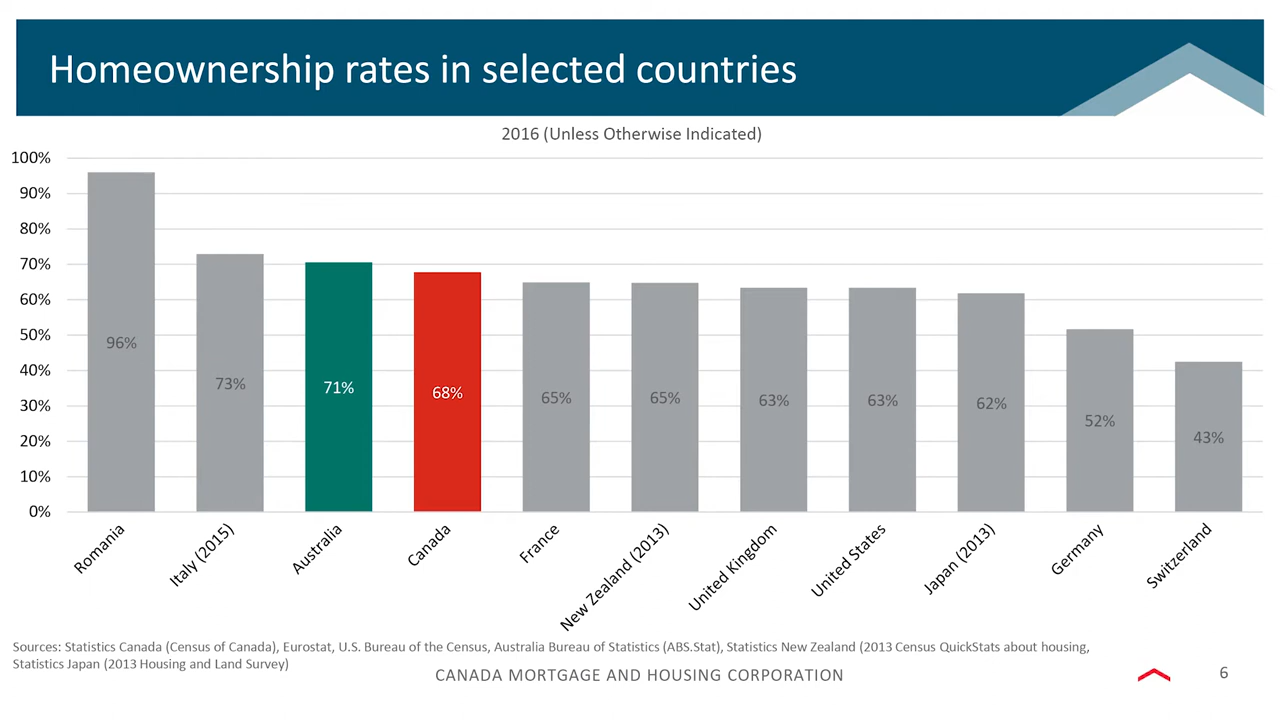 Homeownership rates in selected countries
2016 (Unless Otherwise Indicated)
100%
90%
80%
70%
60%
50%
40%
30%
20%
10%
0%
96%
73%
71%
68%
65%
65%
63%
63%
62%
52%
43%
Romania
Italy (2015)
Australia
Canada
France
New Zealand (2013)
United Kingdom
United States
Japan (2013)
Germany
Switzerland
Sources: Statistics Canada (Census of Canada), Eurostat, U.S. Bureau of the Census, Australia Bureau of Statistics (ABS.Stat), Statistics New Zealand (2013 Census QuickStats about housing,
Statistics Japan (2013 Housing and Land Survey)
CANADA MORTGAGE AND HOUSING CORPORATION
6